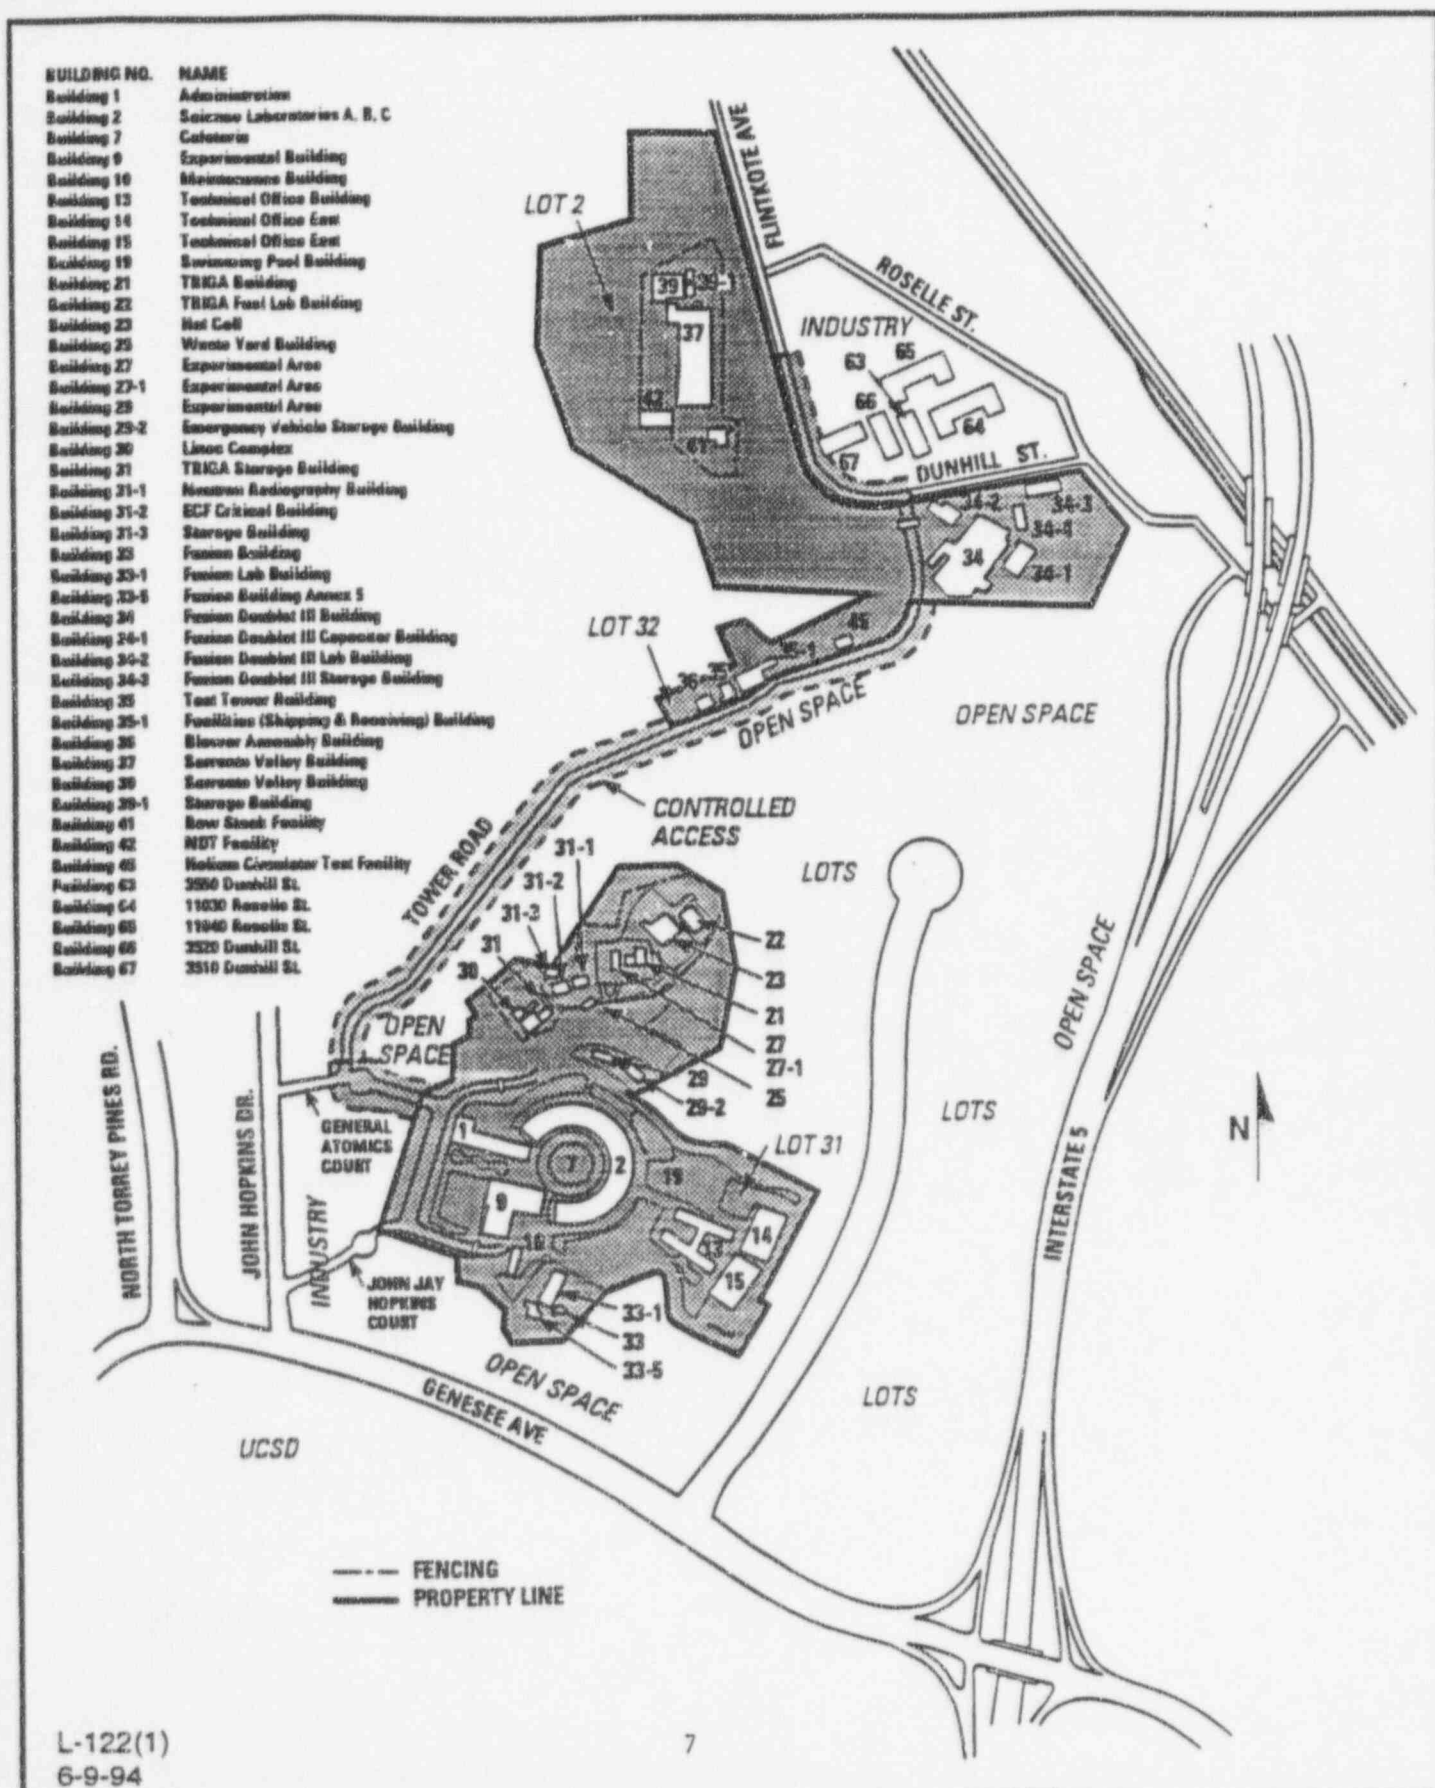 BUILDING NO. NAME
Building 1 Administration
Building 2 Science Laboratories A, B, C
Building 7 Cafeteria
Building 9 Experimental Building
Building 10 Maintenance Building
Building 13 Technical Office Building
Building 14 Technical Office East
Building 15 Technical Office East
Building 19 Swimming Pool Building
Building 21 TRIGA Building
Building 22 TRIGA Fuel Lab Building
Building 23 Hot Cell
Building 25 Waste Yard Building
Building 27 Experimental Area
Building 27-1 Experimental Area
Building 29 Experimental Area
Building 29-2 Emergency Vehicle Storage Building
Building 30 Linac Complex
Building 31 TRIGA Storage Building
Building 31-1 Neutron Radiography Building
Building 31-2 ECF Critical Building
Building 31-3 Storage Building
Building 33 Fusion Building
Building 33-1 Fusion Lab Building
Building 33-5 Fusion Building Annex 5
Building 34 Fusion Doublet III Building
Building 34-1 Fusion Doublet III Capacitor Building
Building 34-2 Fusion Doublet III Lab Building
Building 34-3 Fusion Doublet III Storage Building
Building 35 Test Tower Building
Building 35-1 Facilities (Shipping & Receiving) Building
Building 36 Blower Assembly Building
Building 37 Sorrento Valley Building
Building 39 Sorrento Valley Building
Building 39-1 Storage Building
Building 41 Bow Stack Facility
Building 42 NDT Facility
Building 45 Helium Circulator Test Facility
Building 63 3550 Dunhill St.
Building 64 11030 Roselle St.
Building 65 11040 Roselle St.
Building 66 3520 Dunhill St.
Building 67 3510 Dunhill St.
FLINTKOTE AVE
LOT 2
ROSELLE ST.
39
39-1
37
INDUSTRY
63
65
66
64
42
41
67
DUNHILL ST.
34-2
34-3
34-4
34
34-1
LOT 32
45
35-1
36
35
OPEN SPACE
OPEN SPACE
CONTROLLED
ACCESS
TOWER ROAD
31-1
31-2
31-3
31
30
LOTS
22
23
21
27
27-1
25
29
29-2
OPEN SPACE
OPEN
SPACE
NORTH TORREY PINES RD.
JOHN HOPKINS DR.
GENERAL
ATOMICS
COURT
1
7
2
9
19
LOT 31
LOTS
N
INTERSTATE 5
10
13
14
15
INDUSTRY
JOHN JAY
HOPKINS
COURT
33-1
33
33-5
OPEN SPACE
GENESEE AVE
LOTS
UCSD
FENCING
PROPERTY LINE
L-122(1)
6-9-94
7